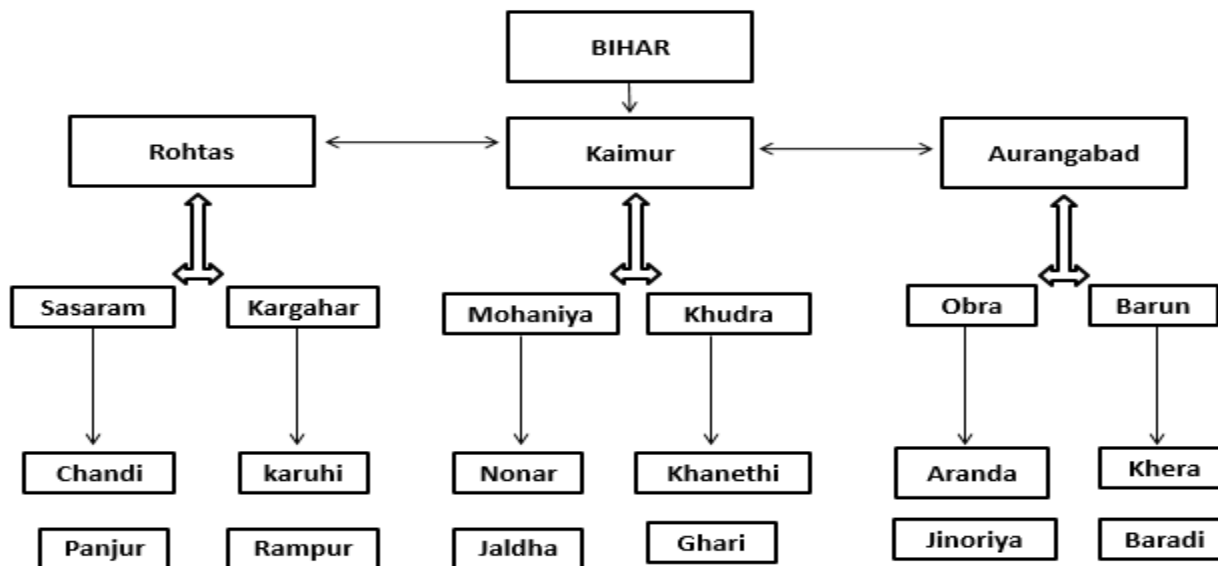 BIHAR
Rohtas
Kaimur
Aurangabad
Sasaram
Kargahar
Mohaniya
Khudra
Obra
Barun
Chandi
karuhi
Nonar
Khanethi
Aranda
Khera
Panjur
Rampur
Jaldha
Ghari
Jinoriya
Baradi